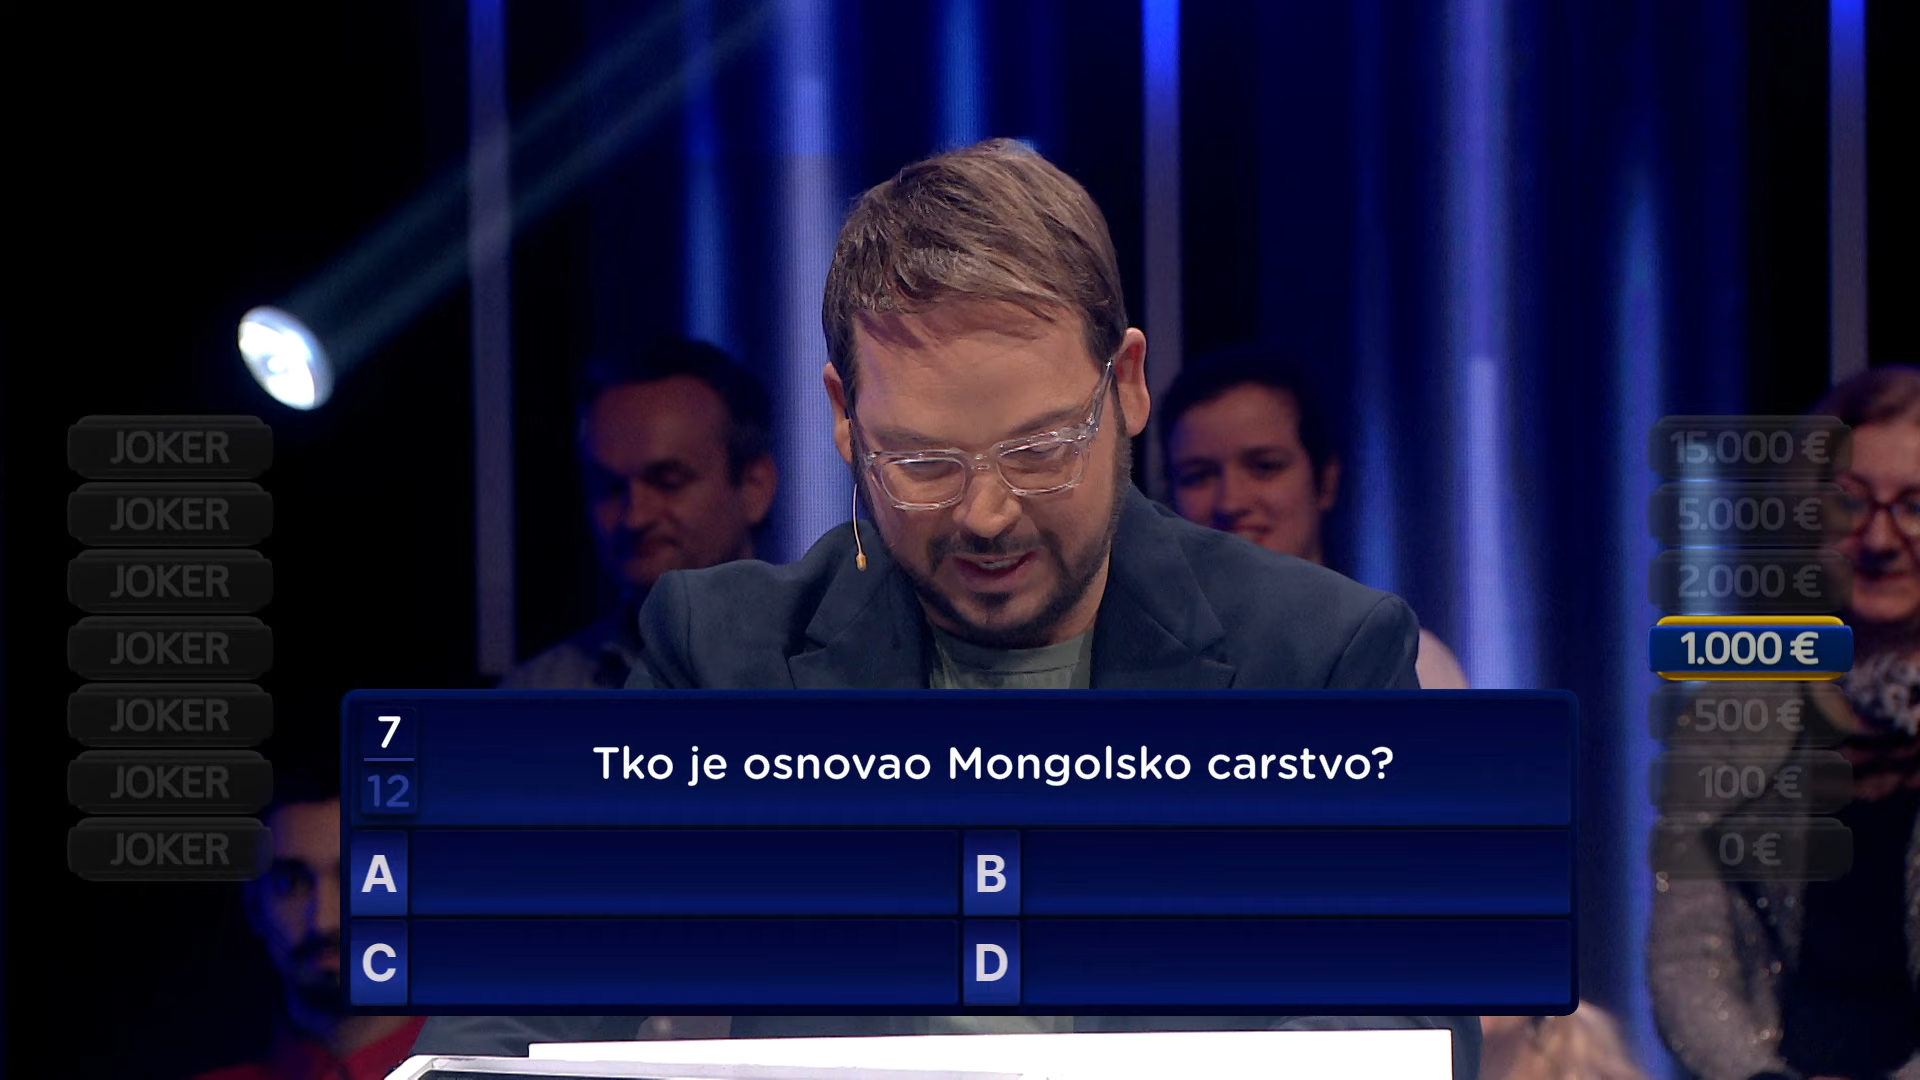 JOKER
JOKER
JOKER
JOKER
JOKER
JOKER
JOKER
15.000 €
5.000 €
2.000 €
1.000 €
500 €
100 €
0 €
7
12
Tko je osnovao Mongolsko carstvo?
A
B
C
D